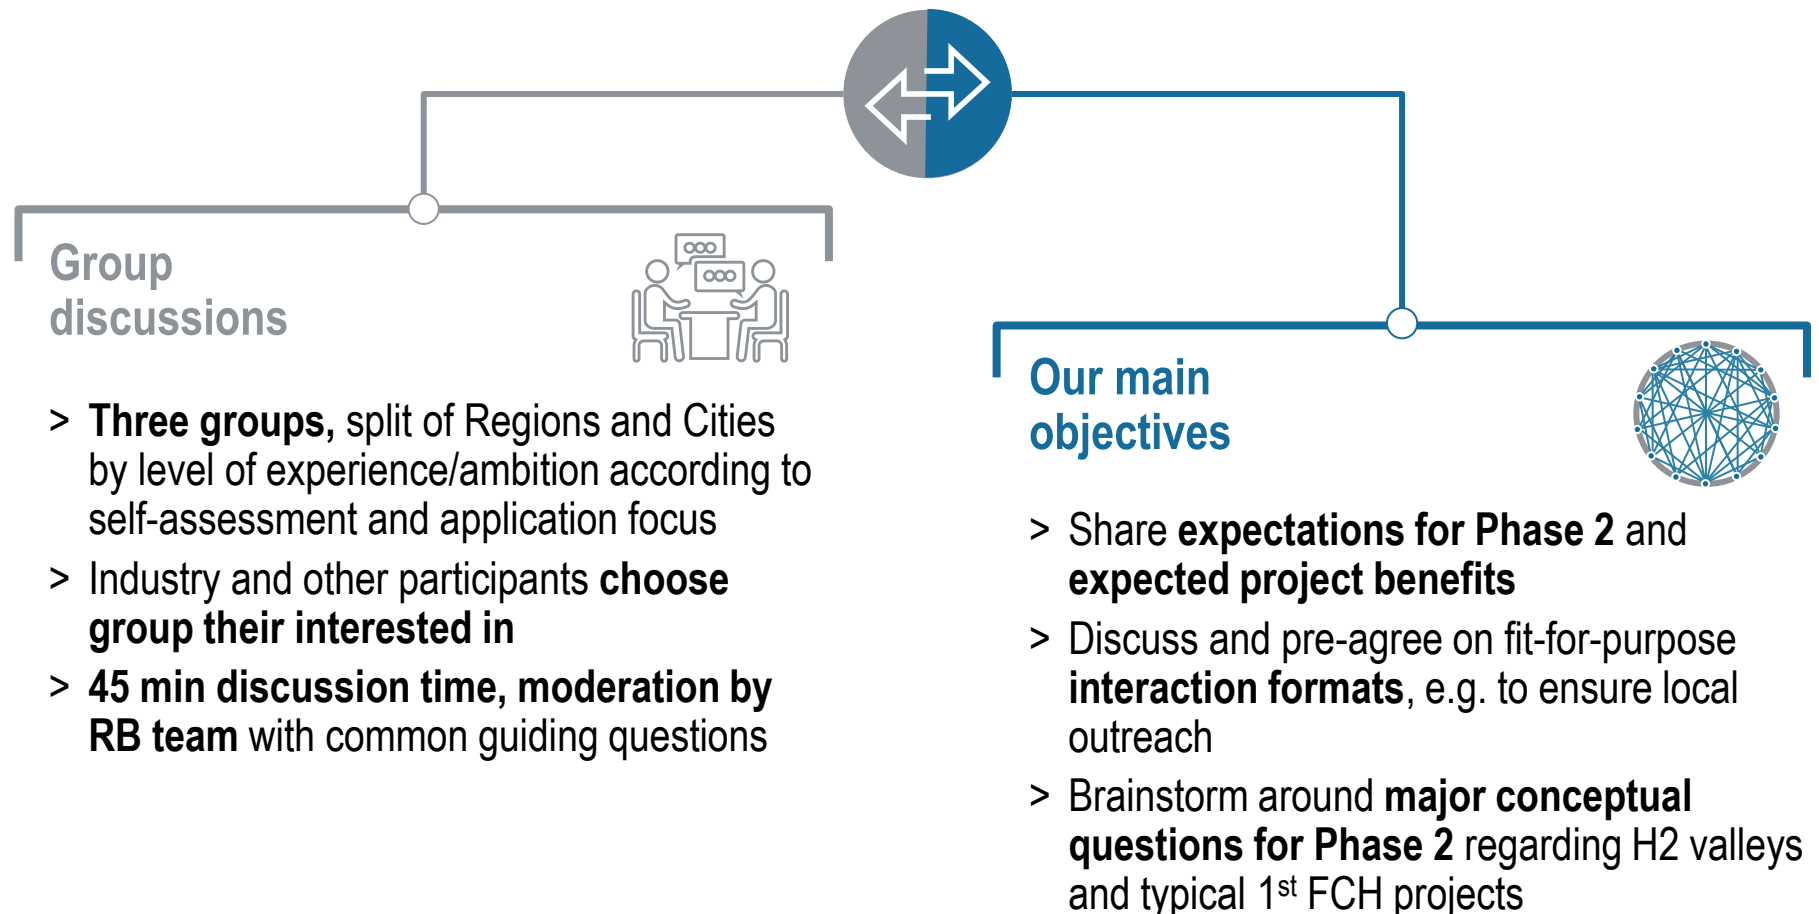 Group
discussions
> Three groups, split of Regions and Cities
by level of experience/ambition according to
self-assessment and application focus
> Industry and other participants choose
group their interested in
> 45 min discussion time, moderation by
RB team with common guiding questions
Our main
objectives
> Share expectations for Phase 2 and
expected project benefits
> Discuss and pre-agree on fit-for-purpose
interaction formats, e.g. to ensure local
outreach
> Brainstorm around major conceptual
questions for Phase 2 regarding H2 valleys
and typical 1st FCH projects